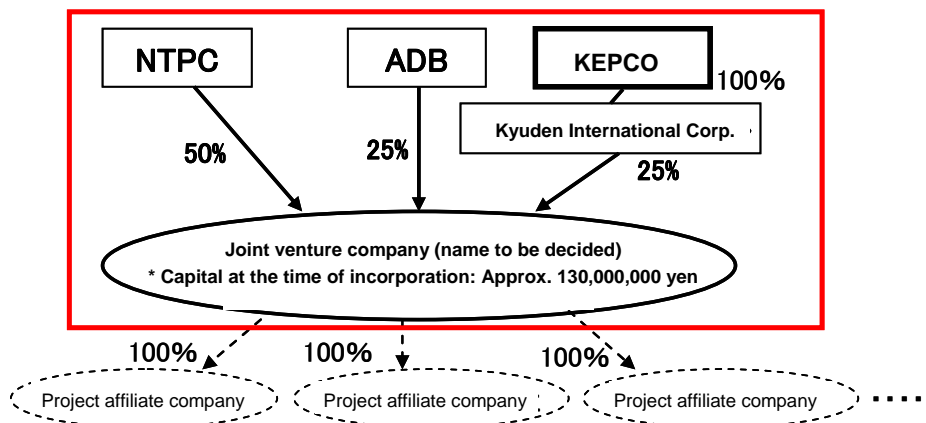 NTPC
ADB
KEPCO
100%
Kyuden International Corp.
50%
25%
25%
Joint venture company (name to be decided)
* Capital at the time of incorporation: Approx. 130,000,000 yen
100%
100%
100%
Project affiliate company
Project affiliate company
Project affiliate company
....